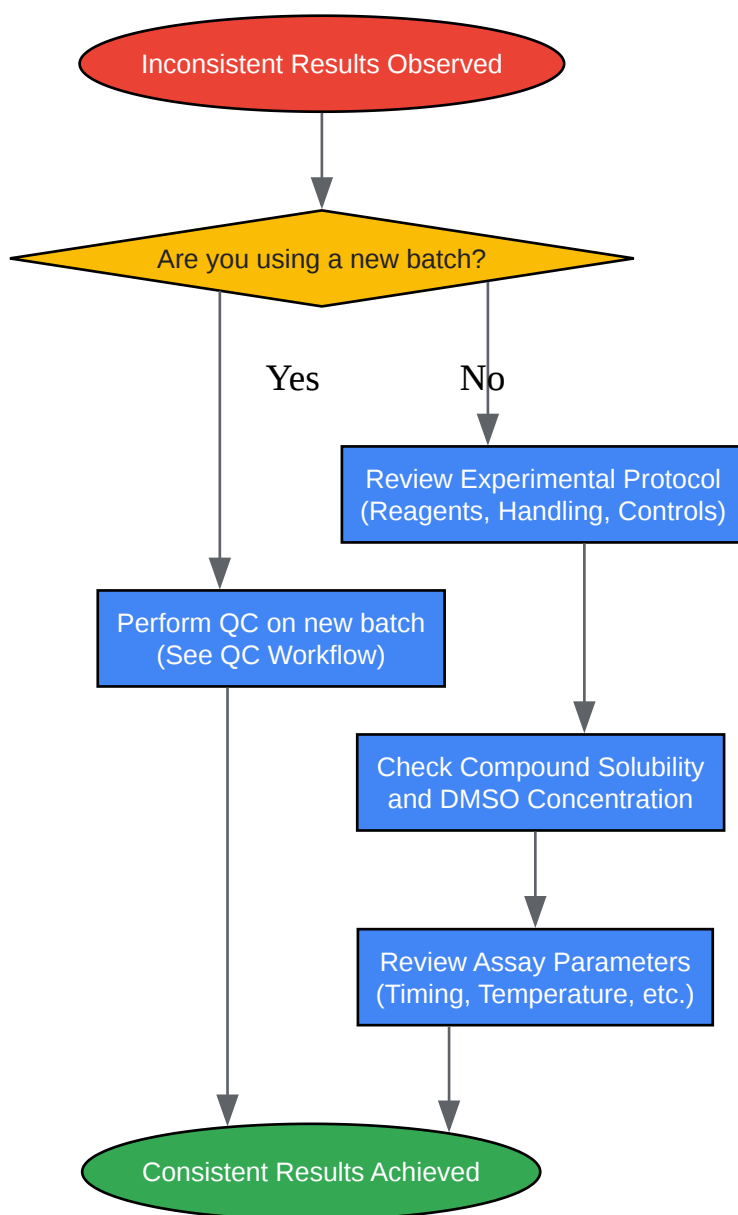 Inconsistent Results Observed
Are you using a new batch?
Yes
No
Review Experimental Protocol
(Reagents, Handling, Controls)
Perform QC on new batch
(See QC Workflow)
Check Compound Solubility
and DMSO Concentration
Review Assay Parameters
(Timing, Temperature, etc.)
Consistent Results Achieved